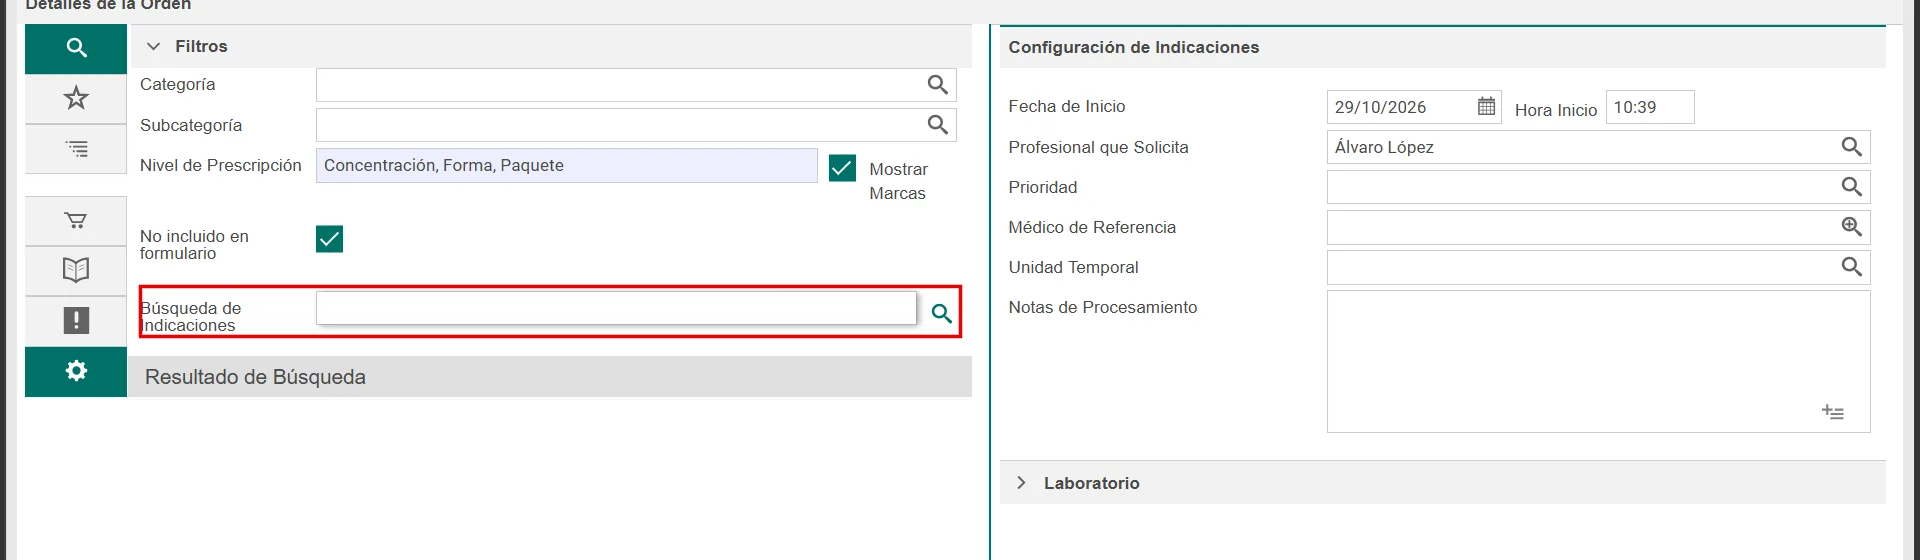 Detalles de la Orden
Filtros
Categoría
Subcategoría
Nivel de Prescripción
Concentración, Forma, Paquete
Mostrar
Marcas
No incluido en
formulario
Búsqueda de
Indicaciones
Resultado de Búsqueda
Configuración de Indicaciones
Fecha de Inicio
29/10/2026
Hora Inicio
10:39
Profesional que Solicita
Álvaro López
Prioridad
Médico de Referencia
Unidad Temporal
Notas de Procesamiento
Laboratorio